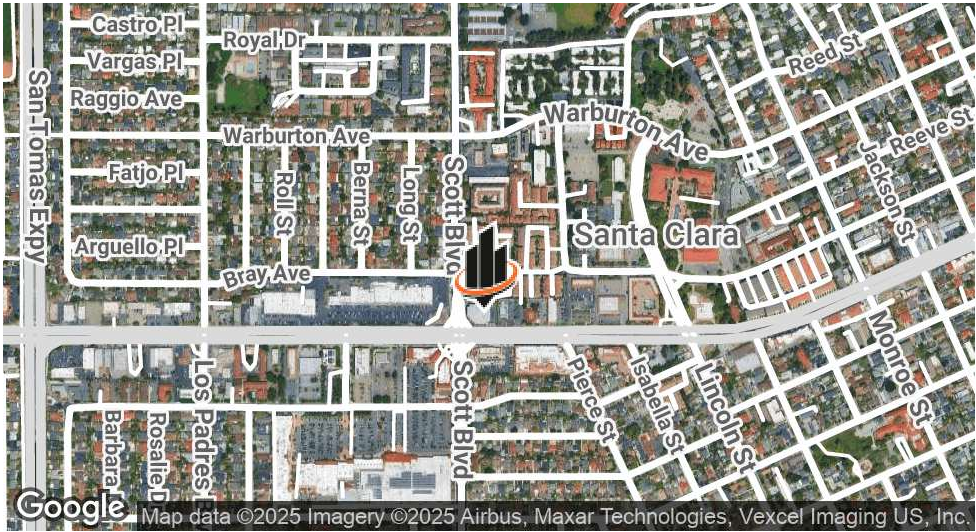 Castro Pl
Royal Dr
Vargas Pl
Reed St
Raggio Ave
Warburton Ave
Warburton Ave
Reeve St
San Tomas Expy
Fatjo Pl
Roll St
Berna St
Long St
Scott Blvd
Jackson St
Arguello Pl
Santa Clara
Bray Ave
Monroe St
Los Padres
Scott Blvd
Pierce St
Isabella St
Lincoln St
Barbara
Rosalie D
Google
Map data ©2025 Imagery ©2025 Airbus, Maxar Technologies, Vexcel Imaging US, Inc